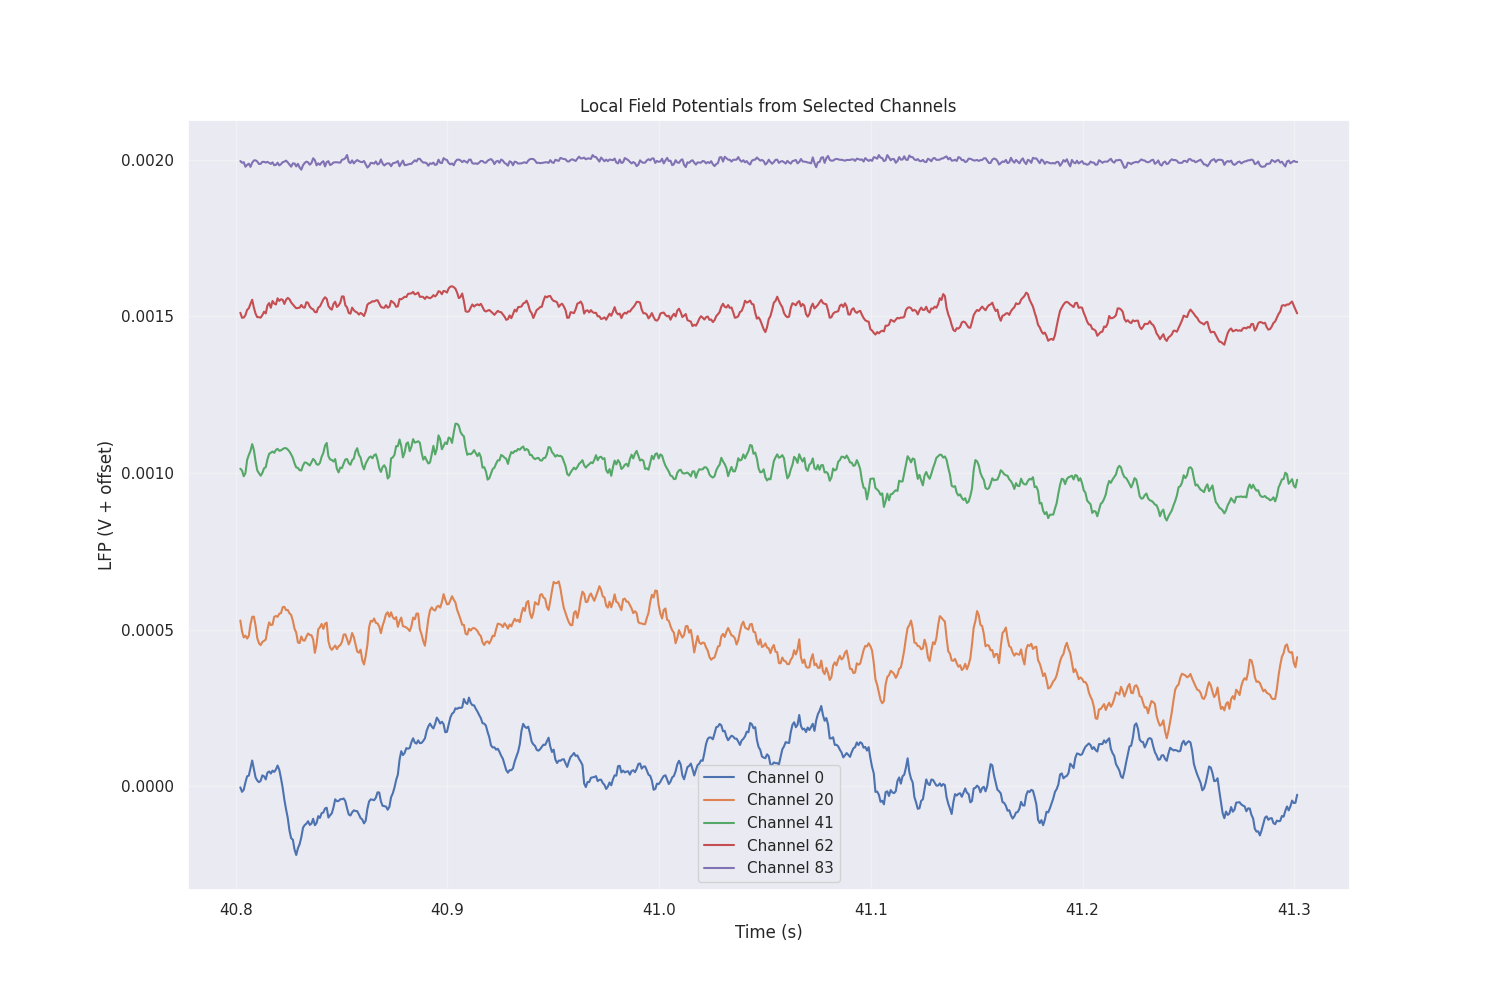 Local Field Potentials from Selected Channels
0.0020
0.0015
0.0010
0.0005
0.0000
LFP (V + offset)
Channel 0
Channel 20
Channel 41
Channel 62
Channel 83
40.8 40.9 41.0 41.1 41.2 41.3
Time (s)